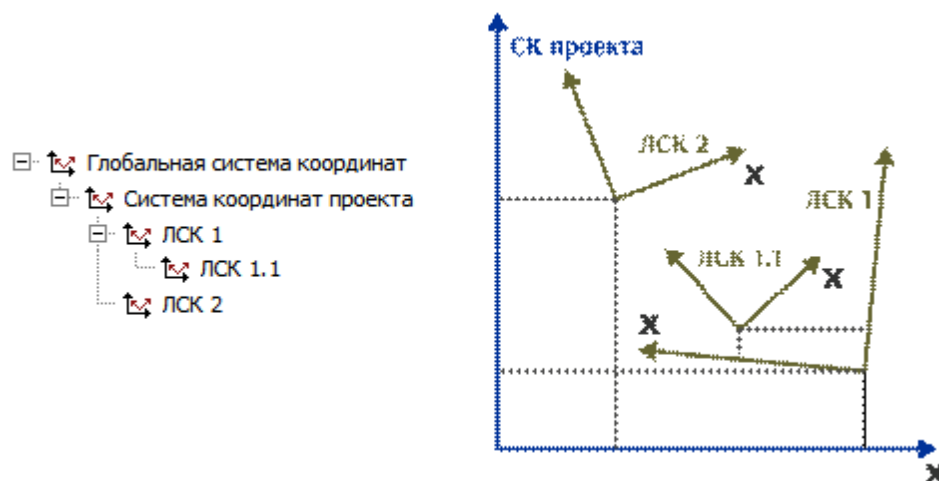 Глобальная система координат
Система координат проекта
ЛСК 1
ЛСК 1.1
ЛСК 2
СК проекта
ЛСК 2
X
ЛСК 1
ЛСК 1.1
X
X
X